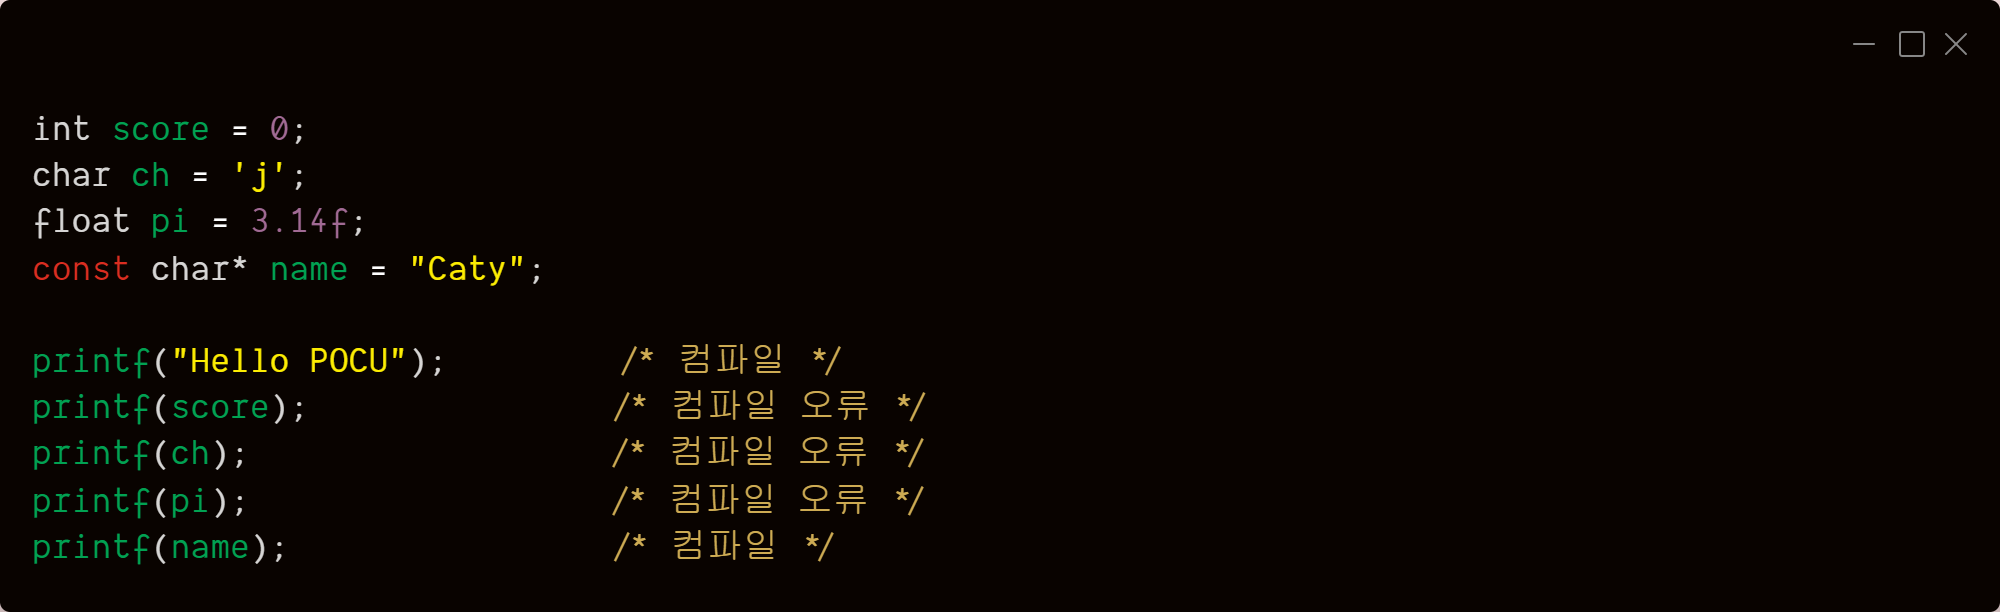 int score = 0;
char ch = 'j';
float pi = 3.14f;
const char* name = "Caty";
printf("Hello POCU"); /* 컴파일 */
printf(score); /* 컴파일 오류 */
printf(ch); /* 컴파일 오류 */
printf(pi); /* 컴파일 오류 */
printf(name); /* 컴파일 */